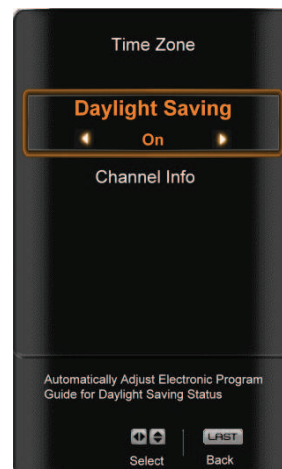 Time Zone
Daylight Saving
On
Channel Info
Automatically Adjust Electronic Program
Guide for Daylight Saving Status
LAST
Select
Back